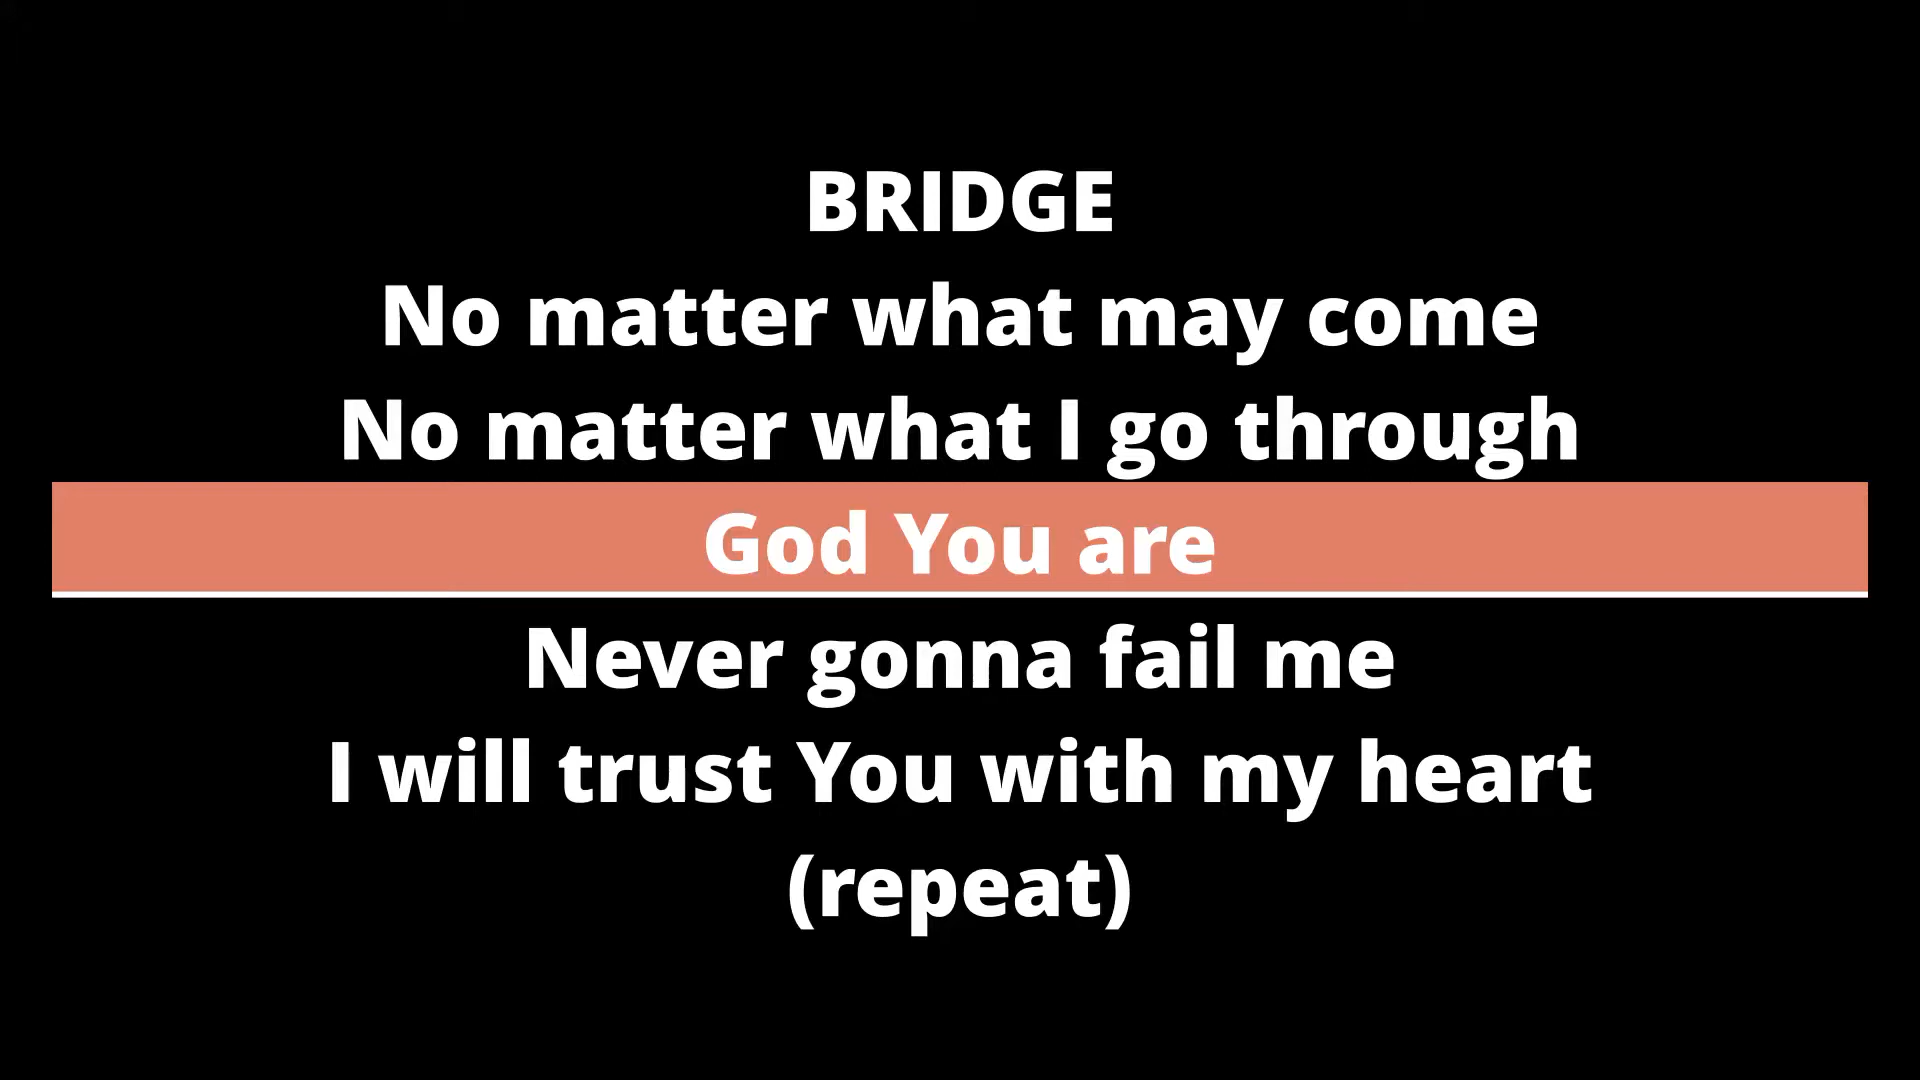 BRIDGE
No matter what may come
No matter what I go through
God You are
Never gonna fail me
I will trust You with my heart
(repeat)